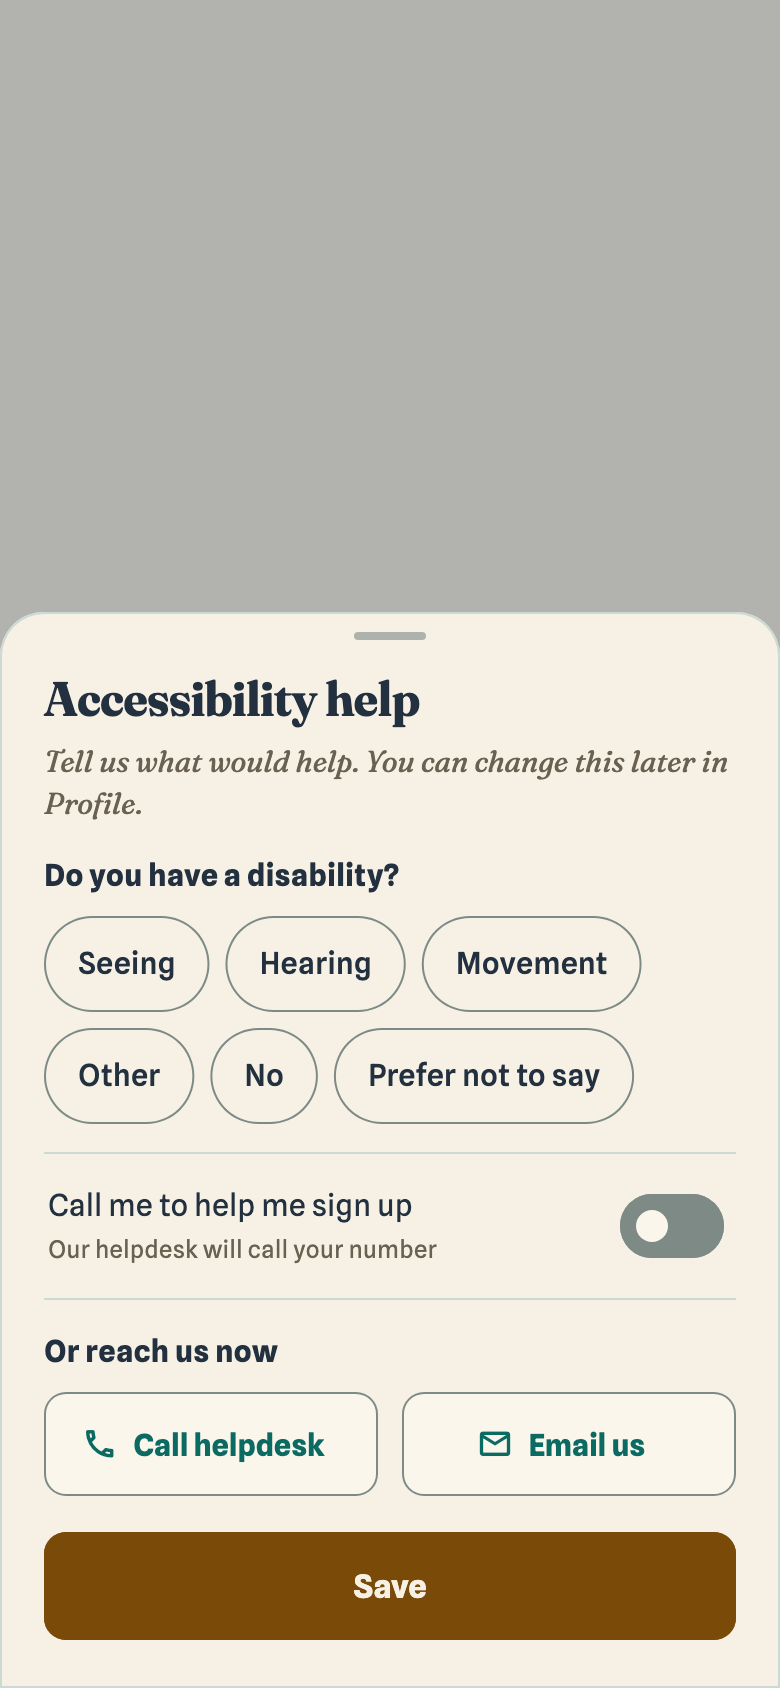 Accessibility help
Tell us what would help. You can change this later in
Profile.
Do you have a disability?
Seeing
Hearing
Movement
Other
No
Prefer not to say
Call me to help me sign up
Our helpdesk will call your number
Or reach us now
Call helpdesk
Email us
Save